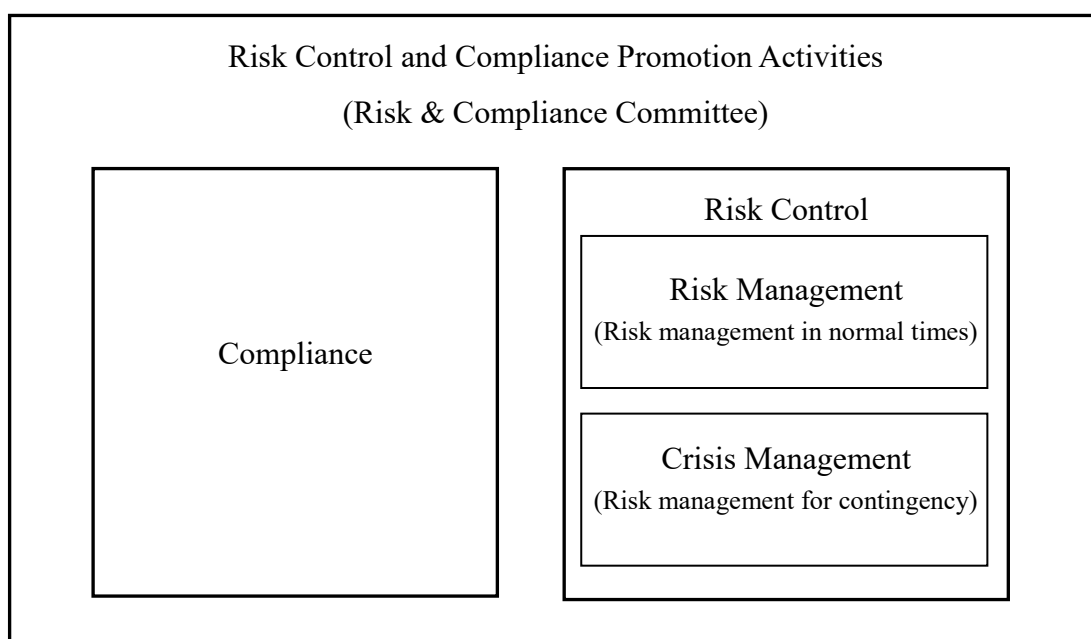 Risk Control and Compliance Promotion Activities
(Risk & Compliance Committee)
Compliance
Risk Control
Risk Management
(Risk management in normal times)
Crisis Management
(Risk management for contingency)